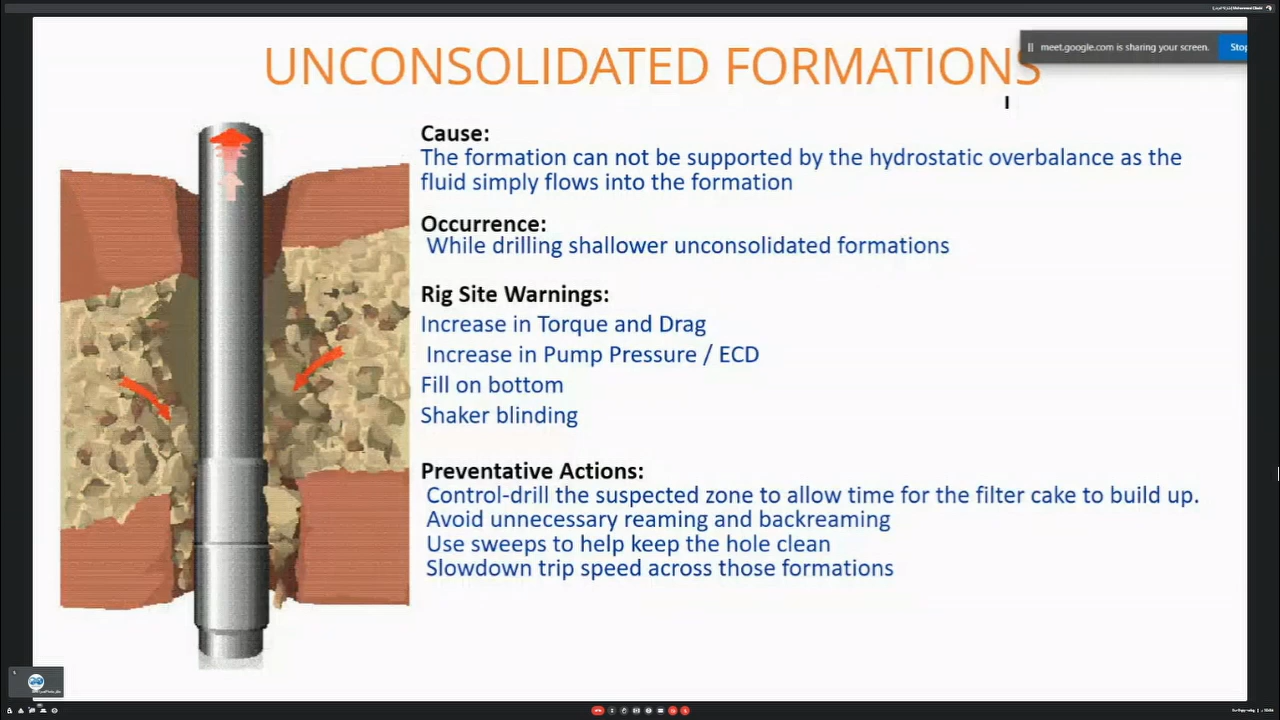 UNCONSOLIDATED FORMATIONS
meet.google.com is sharing your screen.
Stop
Cause:
The formation can not be supported by the hydrostatic overbalance as the
fluid simply flows into the formation
Occurrence:
While drilling shallower unconsolidated formations
Rig Site Warnings:
Increase in Torque and Drag
Increase in Pump Pressure / ECD
Fill on bottom
Shaker blinding
Preventative Actions:
Control-drill the suspected zone to allow time for the filter cake to build up.
Avoid unnecessary reaming and backreaming
Use sweeps to help keep the hole clean
Slowdown trip speed across those formations